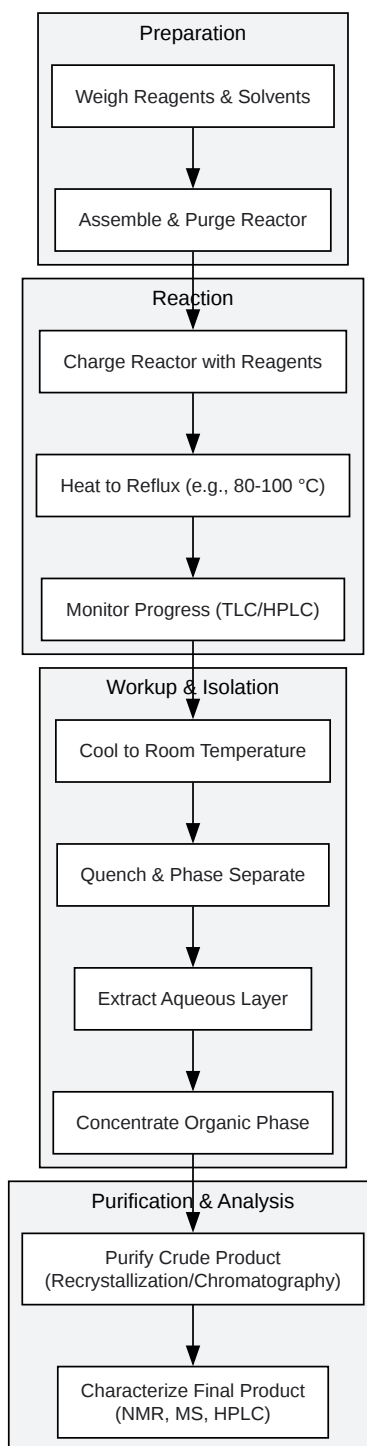 Preparation
Weigh Reagents & Solvents
Assemble & Purge Reactor
Reaction
Charge Reactor with Reagents
Heat to Reflux (e.g., 80-100 °C)
Monitor Progress (TLC/HPLC)
Workup & Isolation
Cool to Room Temperature
Quench & Phase Separate
Extract Aqueous Layer
Concentrate Organic Phase
Purification & Analysis
Purify Crude Product
(Recrystallization/Chromatography)
Characterize Final Product
(NMR, MS, HPLC)